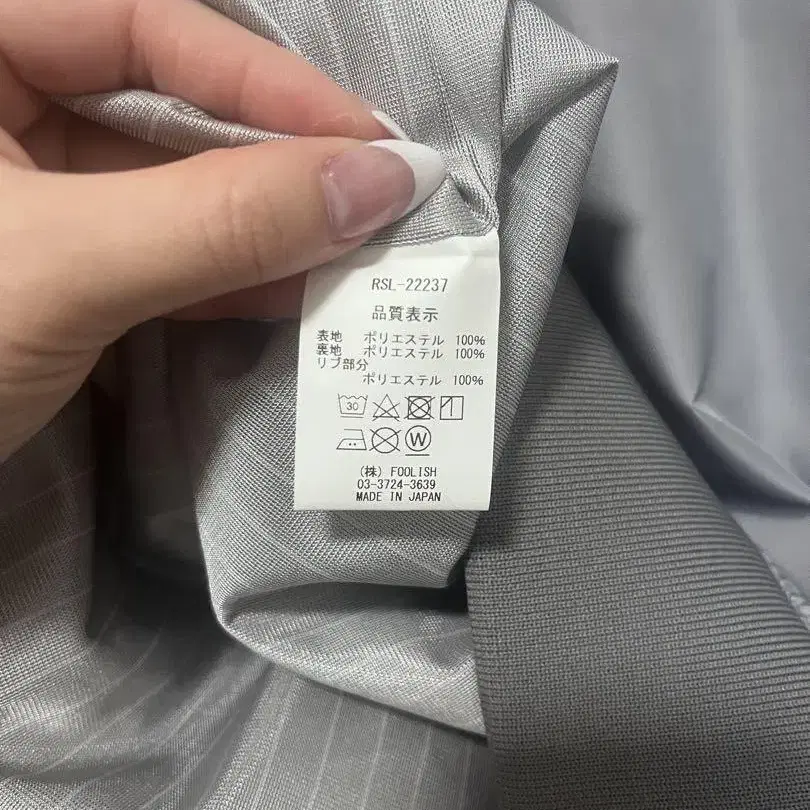 RSL-22237
品質表示
表地 ポリエステル 100%
裏地 ポリエステル 100%
リブ部分
ポリエステル 100%
30
W
(株) FOOLISH
03-3724-3639
MADE IN JAPAN